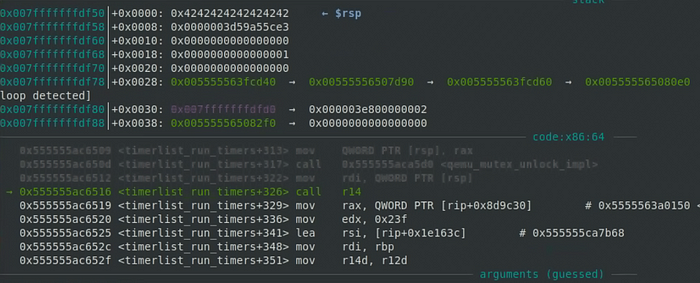 stack
0x007fffffffdf50│+0x0000: 0x4242424242424242 ← $rsp
0x007fffffffdf58│+0x0008: 0x0000003d59a55ce3
0x007fffffffdf60│+0x0010: 0x0000000000000000
0x007fffffffdf68│+0x0018: 0x0000000000000001
0x007fffffffdf70│+0x0020: 0x0000000000000000
0x007fffffffdf78│+0x0028: 0x005555563fcd40 → 0x00555556507d90 → 0x005555563fcd60 → 0x005555565080e0
loop detected]
0x007fffffffdf80│+0x0030: 0x007fffffffdfd0 → 0x000003e800000002
0x007fffffffdf88│+0x0038: 0x005555565082f0 → 0x0000000000000000
code:x86:64
0x555555ac6509 <timerlist_run_timers+313> mov QWORD PTR [rsp], rax
0x555555ac650d <timerlist_run_timers+317> call 0x555555aca5d0 <qemu_mutex_unlock_impl>
0x555555ac6512 <timerlist_run_timers+322> mov rdi, QWORD PTR [rsp]
→ 0x555555ac6516 <timerlist_run_timers+326> call r14
0x555555ac6519 <timerlist_run_timers+329> mov rax, QWORD PTR [rip+0x8d9c30] # 0x5555563a0150 <
0x555555ac6520 <timerlist_run_timers+336> mov edx, 0x23f
0x555555ac6525 <timerlist_run_timers+341> lea rsi, [rip+0x1e163c] # 0x555555ca7b68
0x555555ac652c <timerlist_run_timers+348> mov rdi, rbp
0x555555ac652f <timerlist_run_timers+351> mov r14d, r12d
arguments (guessed)